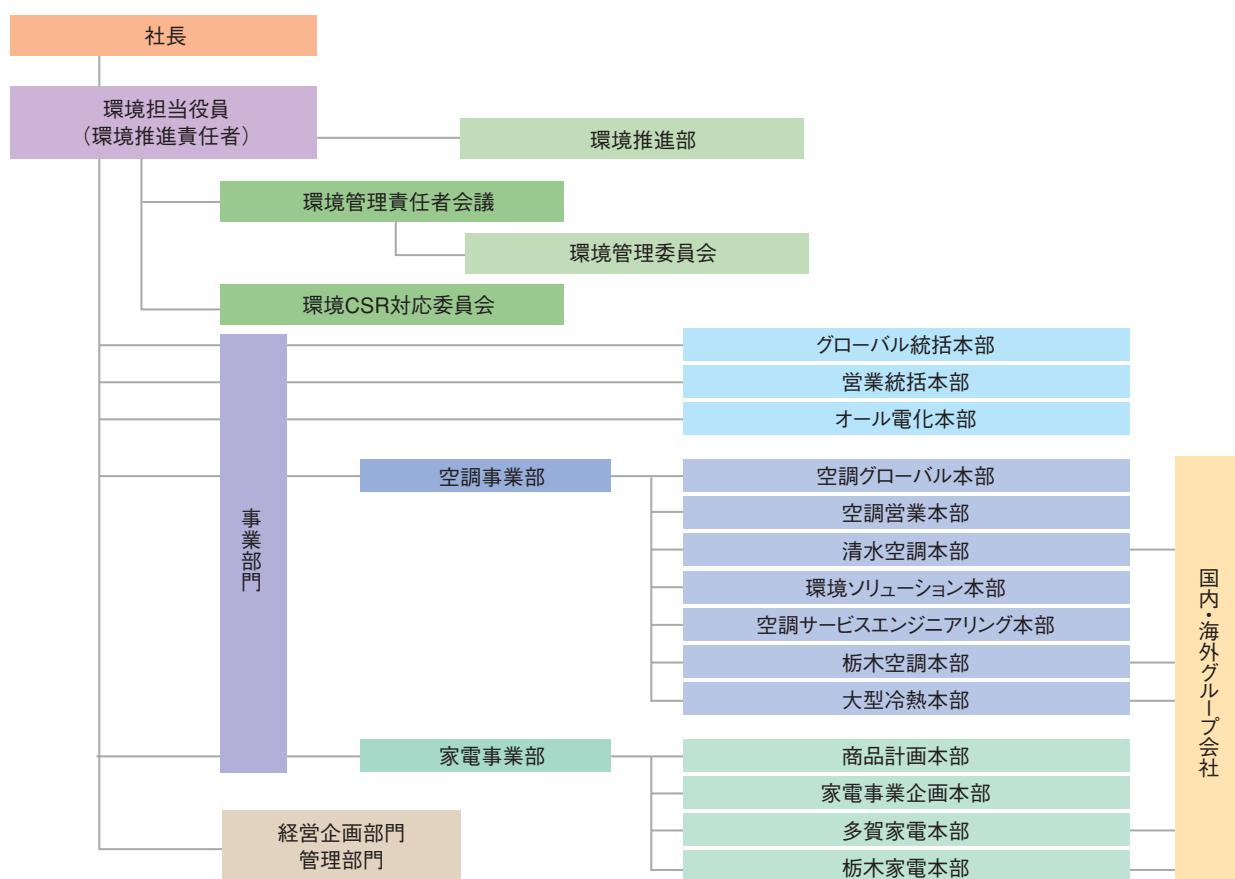 社長
環境担当役員
（環境推進責任者）
環境推進部
環境管理責任者会議
環境管理委員会
環境CSR対応委員会
事業部門
グローバル統括本部
営業統括本部
オール電化本部
空調事業部
空調グローバル本部
空調営業本部
清水空調本部
環境ソリューション本部
空調サービスエンジニアリング本部
栃木空調本部
大型冷熱本部
家電事業部
商品計画本部
家電事業企画本部
多賀家電本部
栃木家電本部
国内・海外グループ会社
経営企画部門
管理部門